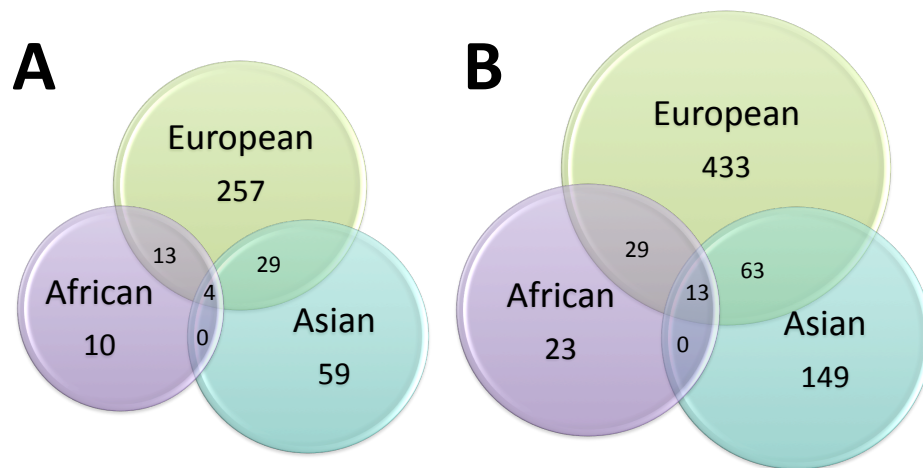 A
European
257
13
29
African
4
Asian
10
0
59
B
European
433
29
63
African
13
Asian
23
0
149